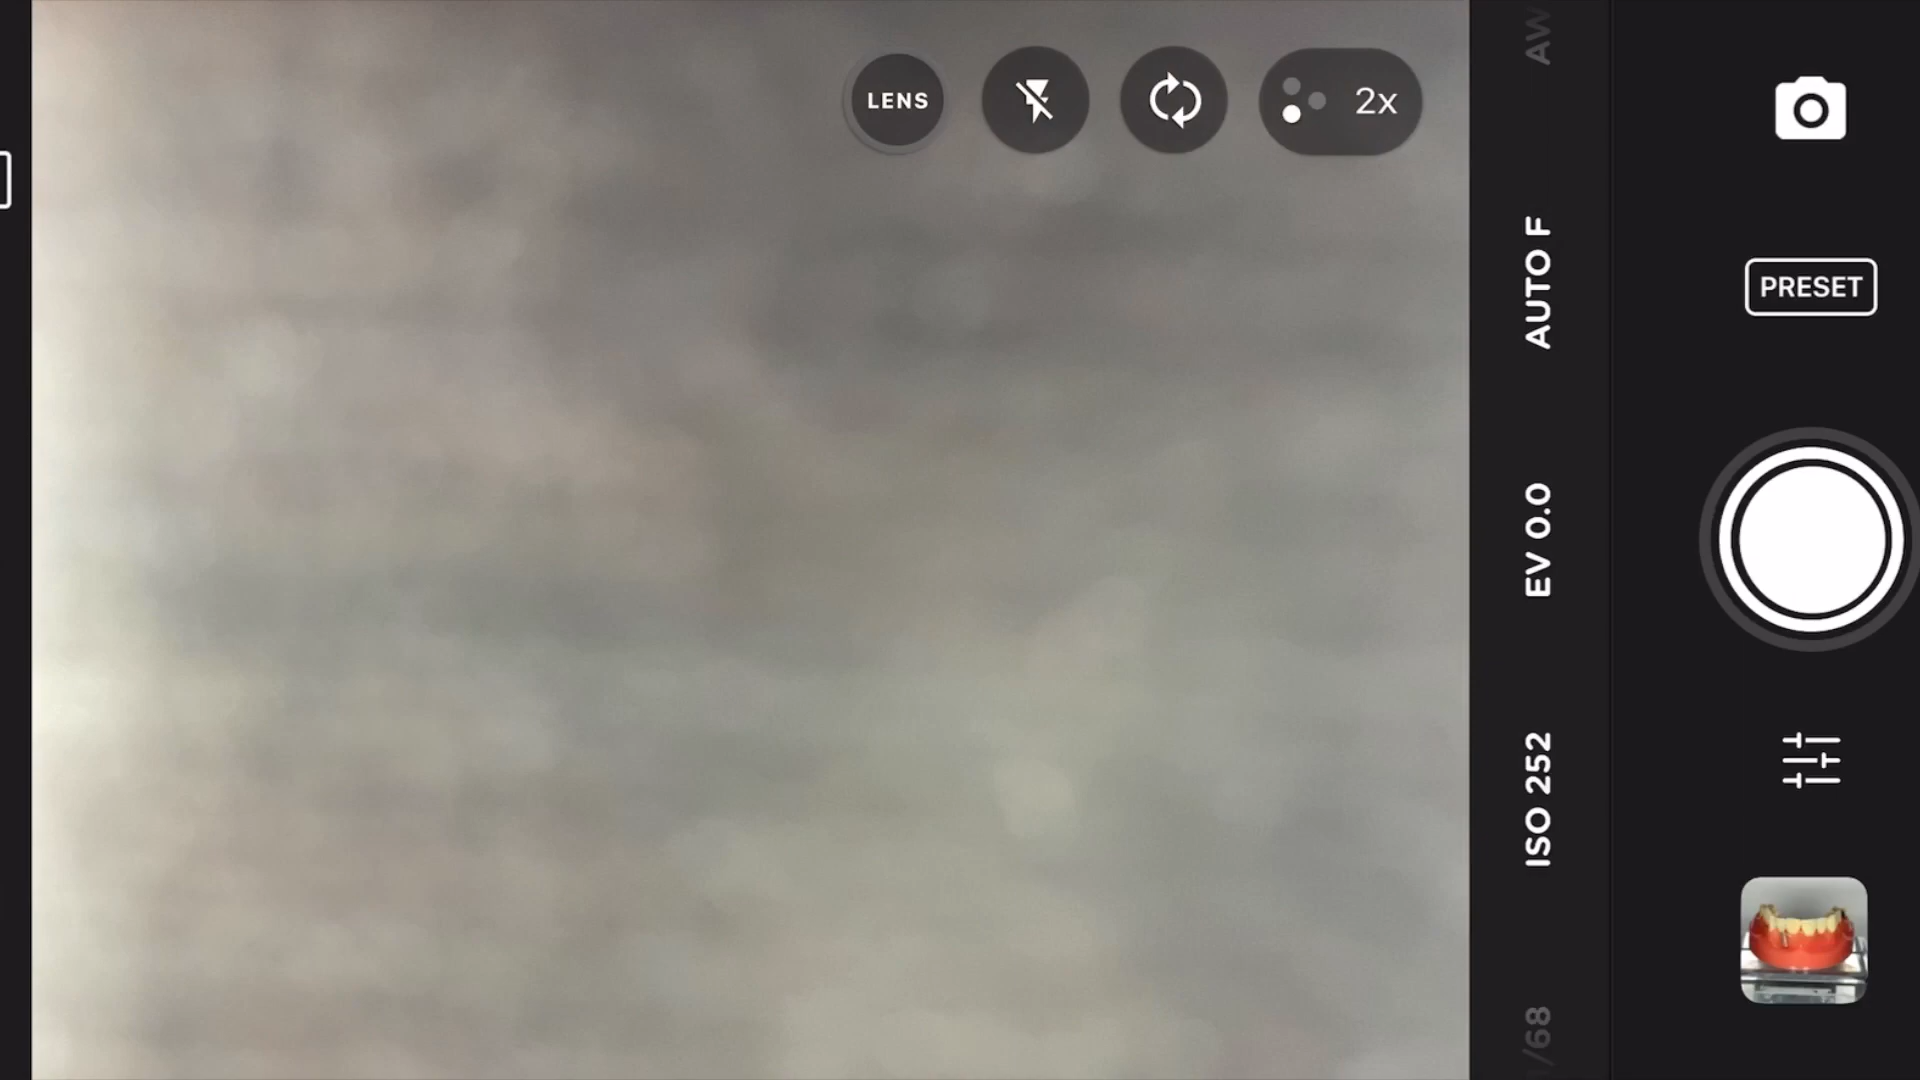 LENS
2x
AUTO F
EV 0.0
ISO 252
PRESET